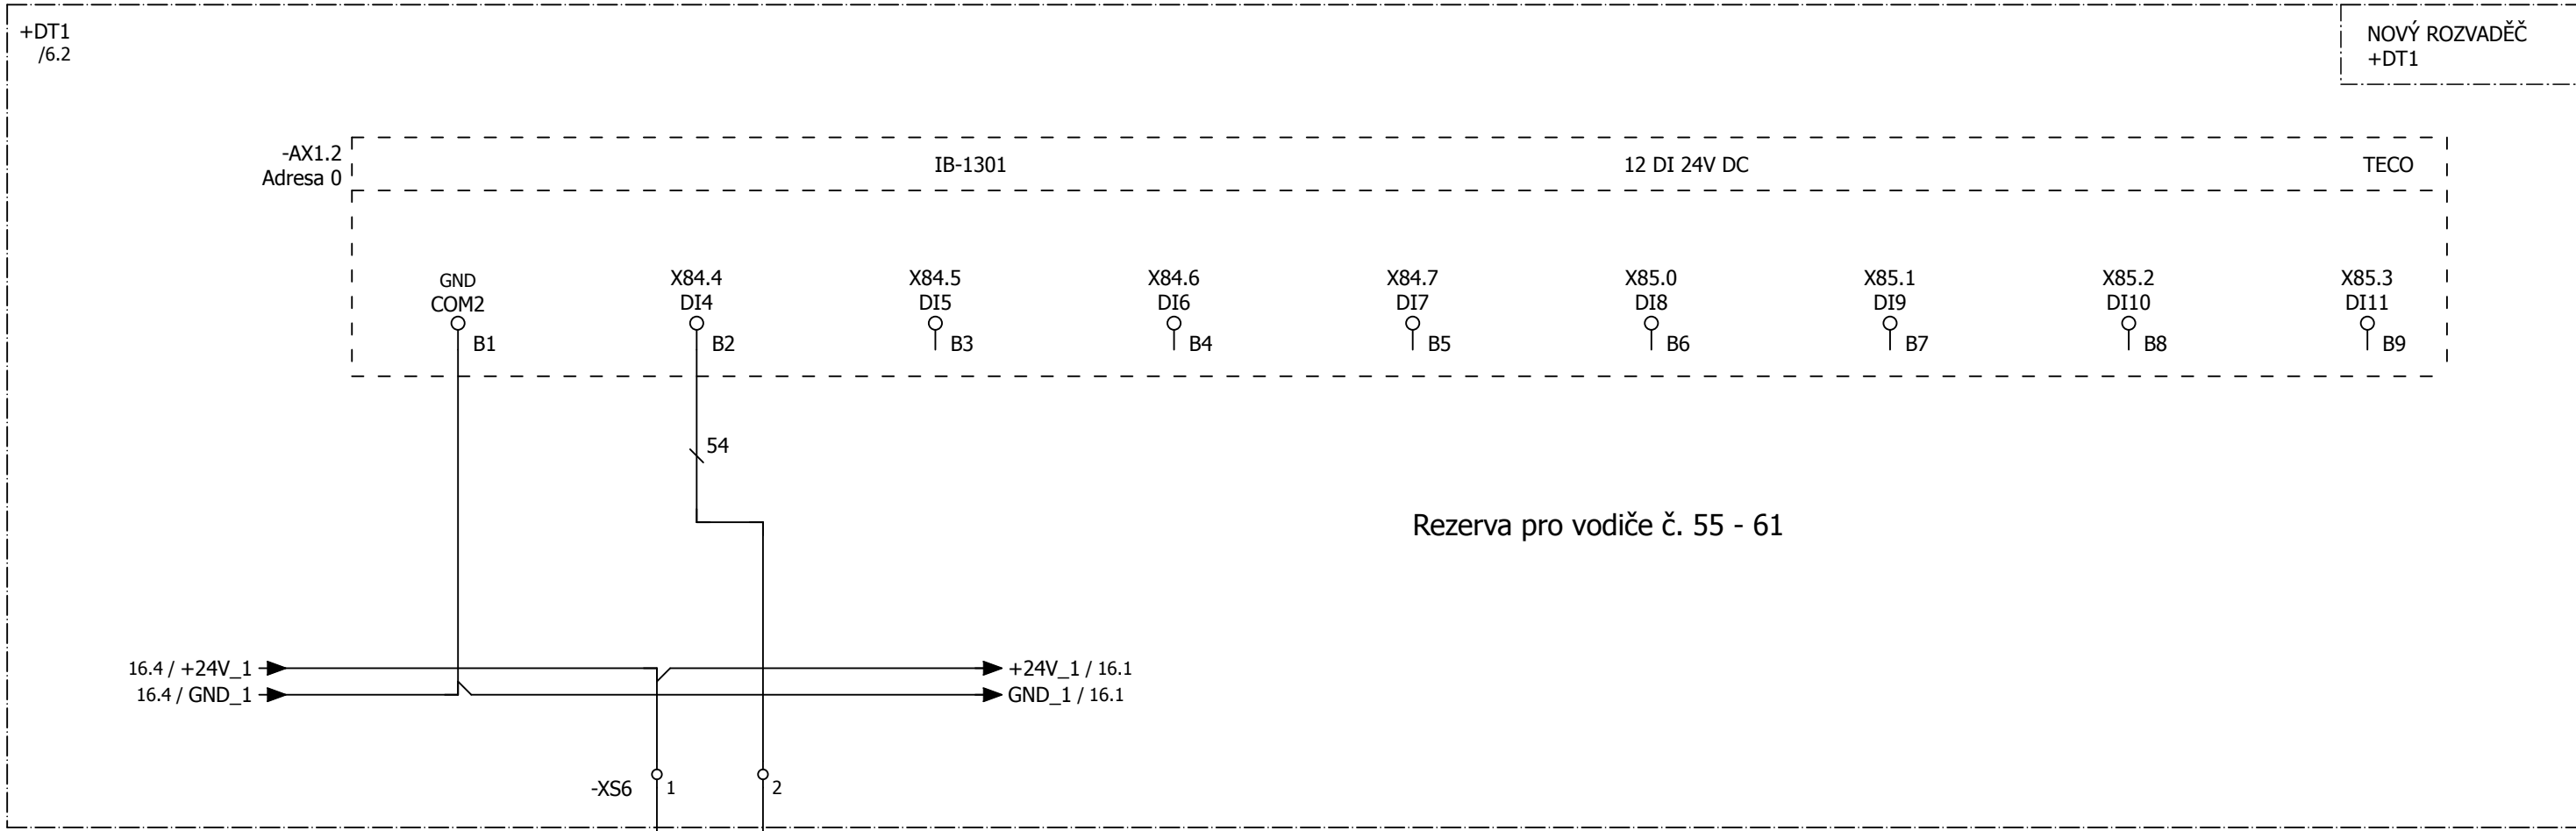 +DT1
/6.2
NOVÝ ROZVADĚČ
+DT1
-AX1.2
Adresa 0
IB-1301
12 DI 24V DC
TECO
GND
COM2
B1
X84.4
DI4
B2
X84.5
DI5
B3
X84.6
DI6
B4
X84.7
DI7
B5
X85.0
DI8
B6
X85.1
DI9
B7
X85.2
DI10
B8
X85.3
DI11
B9
54
Rezerva pro vodiče č. 55 - 61
16.4 / +24V_1
+24V_1 / 16.1
16.4 / GND_1
GND_1 / 16.1
-XS6
1
2